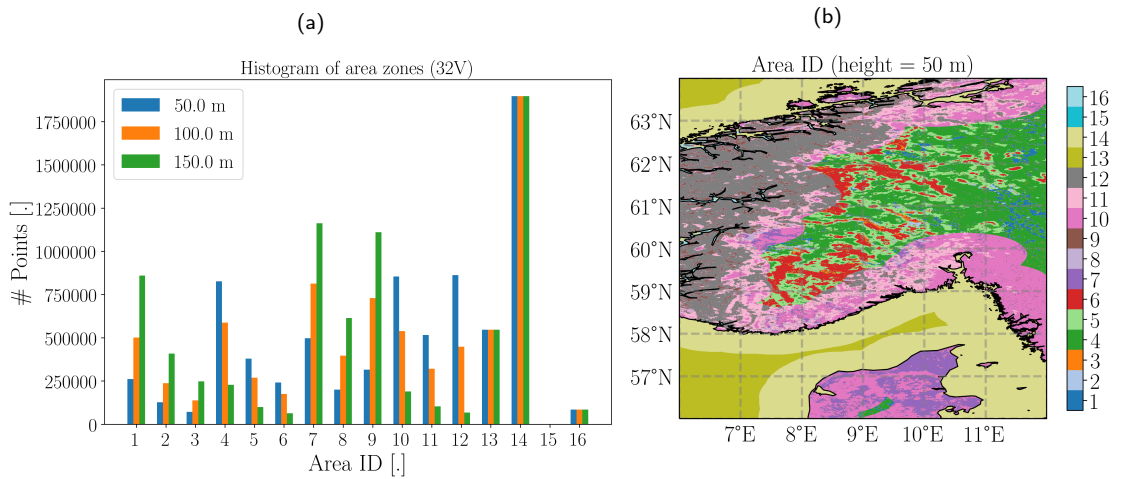 (a)
Histogram of area zones (32V)
# Points [.]
1750000
1500000
1250000
1000000
750000
500000
250000
0
50.0 m
100.0 m
150.0 m
1 2 3 4 5 6 7 8 9 10 11 12 13 14 15 16
Area ID [.]
(b)
Area ID (height = 50 m)
63°N
62°N
61°N
60°N
59°N
58°N
57°N
7°E 8°E 9°E 10°E 11°E
16
15
14
13
12
11
10
9
8
7
6
5
4
3
2
1